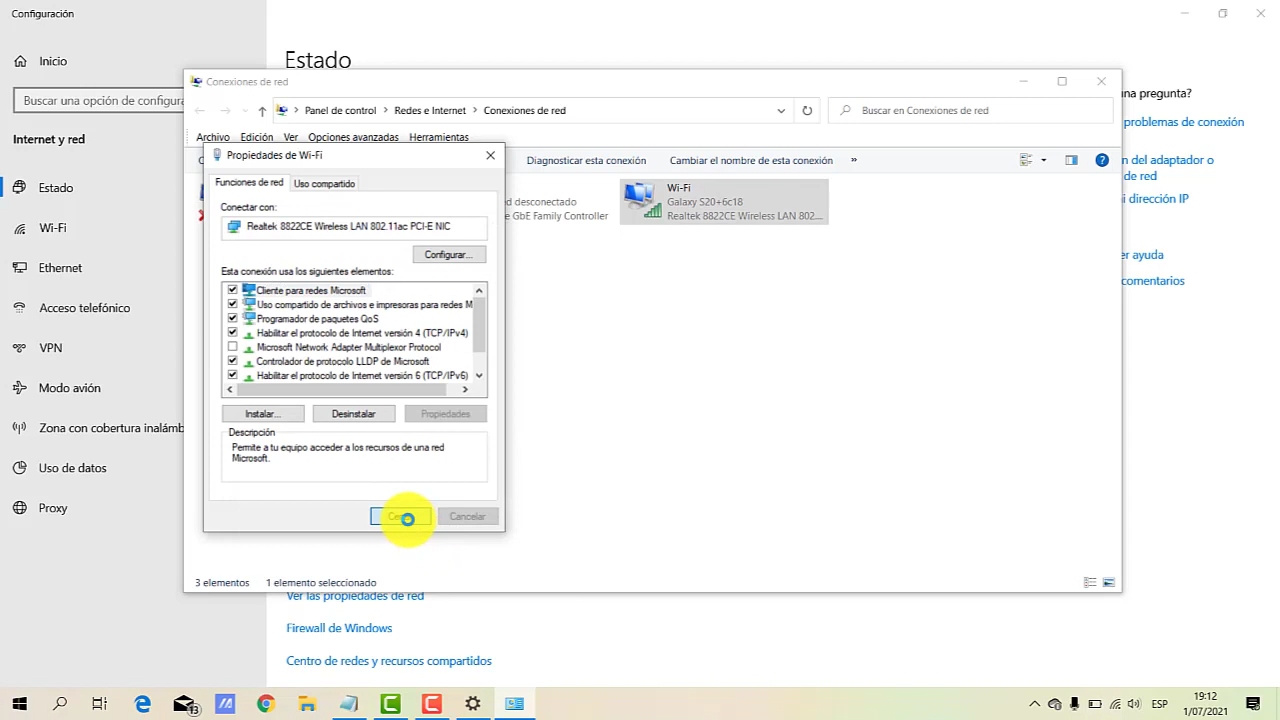 Configuración
Inicio
Buscar una opción de configura
Internet y red
Estado
Wi-Fi
Ethernet
Acceso telefónico
VPN
Modo avión
Zona con cobertura inalámb
Uso de datos
Proxy
Estado
Conexiones de red
Panel de control
Redes e Internet
Conexiones de red
Buscar en Conexiones de red
Archivo
Edición
Ver
Opciones avanzadas
Herramientas
Diagnosticar esta conexión
Cambiar el nombre de esta conexión
»
red desconectado
e GbE Family Controller
Wi-Fi
Galaxy S20+6c18
Realtek 8822CE Wireless LAN 802....
Propiedades de Wi-Fi
Funciones de red
Uso compartido
Conectar con:
Realtek 8822CE Wireless LAN 802.11ac PCI-E NIC
Configurar...
Esta conexión usa los siguientes elementos:
Cliente para redes Microsoft
Uso compartido de archivos e impresoras para redes M
Programador de paquetes QoS
Habilitar el protocolo de Internet versión 4 (TCP/IPv4)
Microsoft Network Adapter Multiplexor Protocol
Controlador de protocolo LLDP de Microsoft
Habilitar el protocolo de Internet versión 6 (TCP/IPv6)
Instalar...
Desinstalar
Propiedades
Descripción
Permite a tu equipo acceder a los recursos de una red
Microsoft.
Cancelar
3 elementos
1 elemento seleccionado
Ver las propiedades de red
Firewall de Windows
Centro de redes y recursos compartidos
una pregunta?
problemas de conexión
n del adaptador o
de red
i dirección IP
er ayuda
comentarios
13
ESP
19:12
1/07/2021